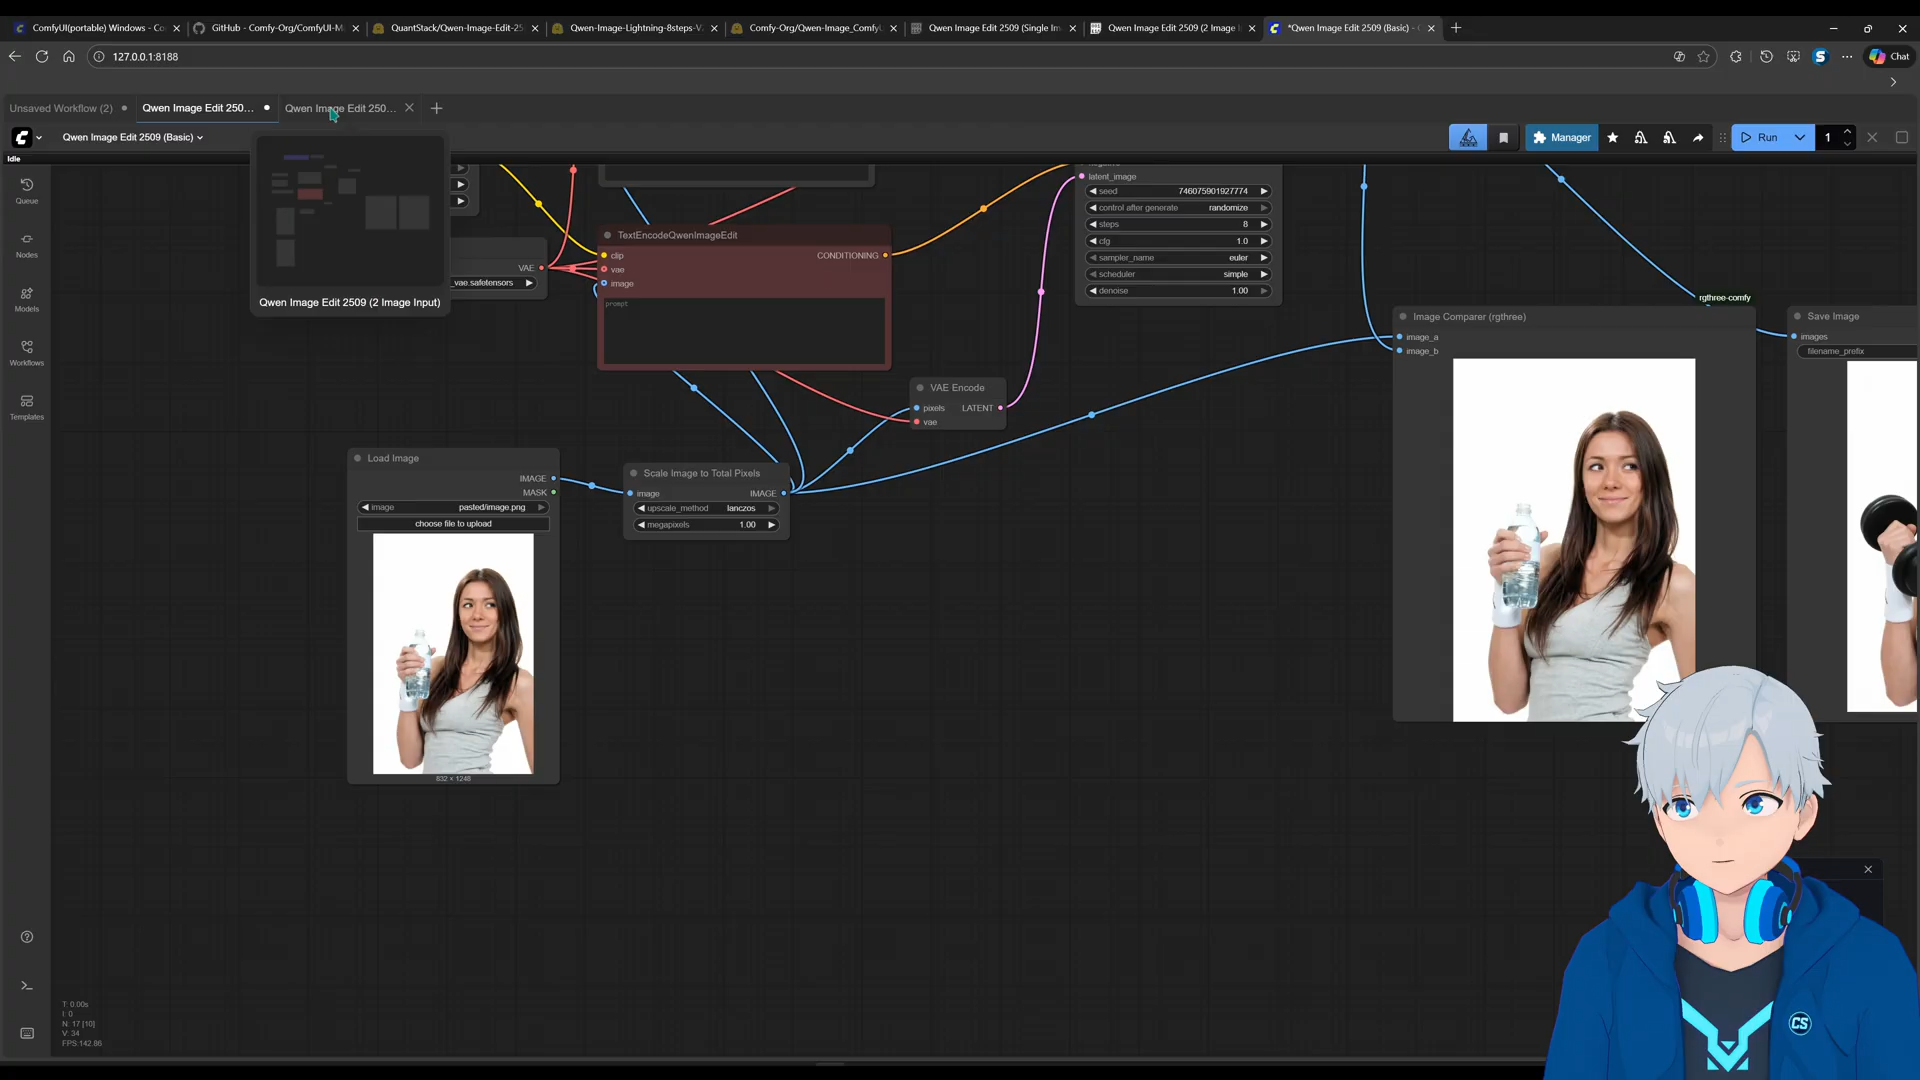 ComfyUI(portable) Windows - Co
GitHub - Comfy-Org/ComfyUI-M
QuantStack/Qwen-Image-Edit-25
Qwen-Image-Lightning-8steps-V
Comfy-Org/Qwen-Image_ComfyU
Qwen Image Edit 2509 (Single In
Qwen Image Edit 2509 (2 Image I
*Qwen Image Edit 2509 (Basic) - C
127.0.0.1:8188
Chat
Unsaved Workflow (2)
Qwen Image Edit 250...
Qwen Image Edit 250...
Qwen Image Edit 2509 (Basic)
Manager
Run
1
Idle
Queue
Nodes
Models
Workflows
Templates
Qwen Image Edit 2509 (2 Image Input)
VAE
_vae.safetensors
TextEncodeQwenImageEdit
clip
CONDITIONING
vae
image
prompt
latent_image
seed
746075901927774
control after generate
randomize
steps
8
cfg
1.0
sampler_name
euler
scheduler
simple
denoise
1.00
VAE Encode
pixels
LATENT
vae
Load Image
IMAGE
MASK
image
pasted/image.png
choose file to upload
832 × 1248
Scale Image to Total Pixels
image
IMAGE
upscale_method
lanczos
megapixels
1.00
rgthree-comfy
Image Comparer (rgthree)
image_a
image_b
Save Image
images
filename_prefix
T: 0.00s
I: 0
N: 17 [10]
V: 34
FPS:142.86
CS